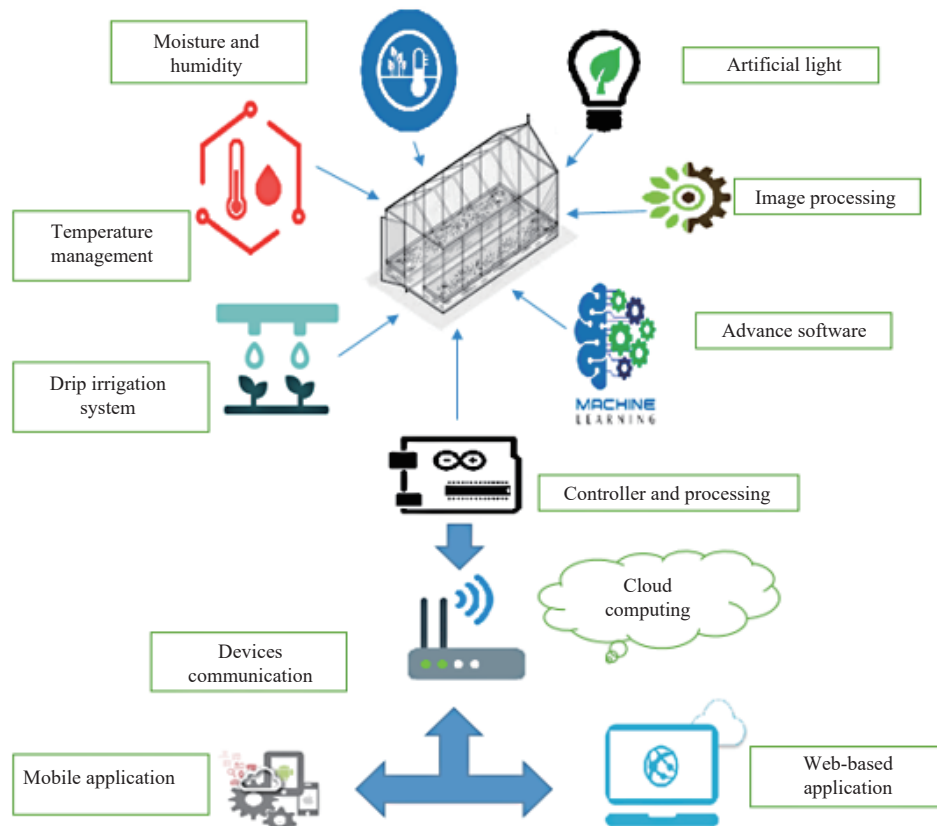 Moisture and
humidity
Artificial light
Image processing
Temperature
management
Advance software
Drip irrigation
system
MACHINE
LEARNING
Controller and processing
Cloud
computing
Devices
communication
Mobile application
Web-based
application